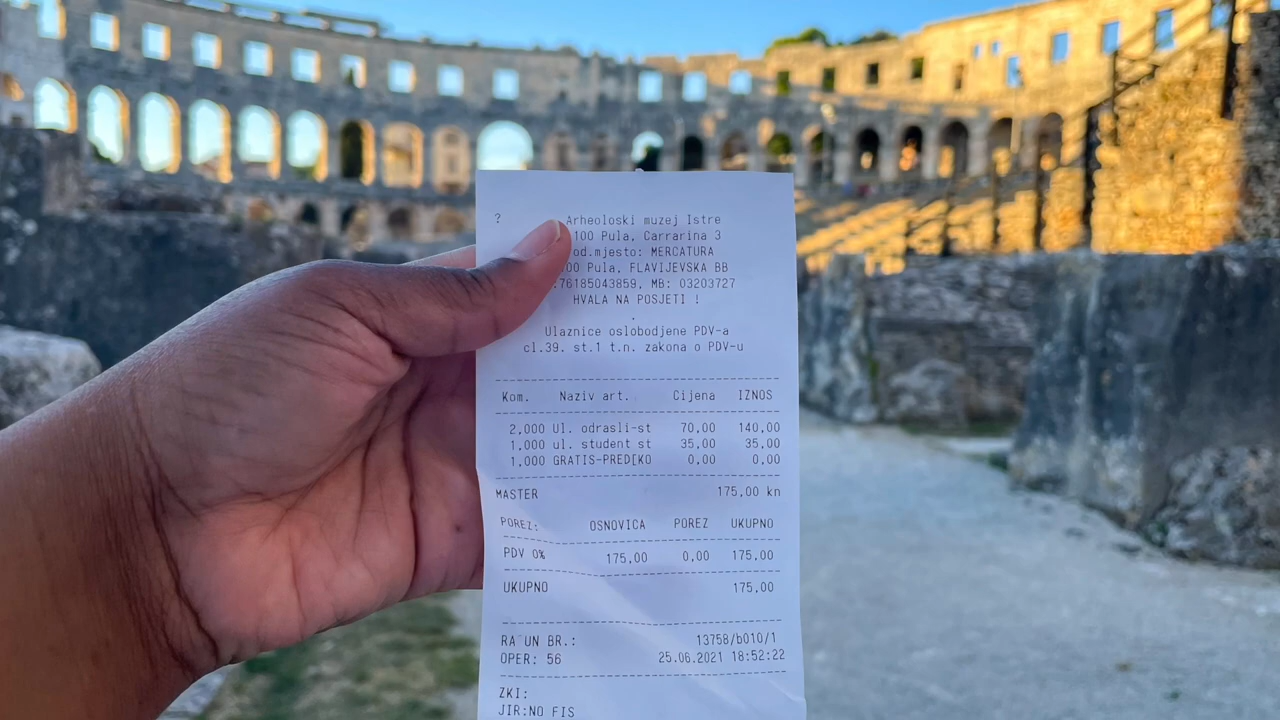 ?
Arheoloski muzej Istre
100 Pula, Carrarina 3
od.mjesto: MERCATURA
00 Pula, FLAVIJEVSKA BB
:76185043859, MB: 03203727
HVALA NA POSJETI !
.
Ulaznice oslobodjene PDV-a
cl.39. st.1 t.n. zakona o PDV-u
Kom. Naziv art. Cijena IZNOS
2,000 Ul. odrasli-st 70,00 140,00
1,000 ul. student st 35,00 35,00
1,000 GRATIS-PRED[KO 0,00 0,00
MASTER 175,00 kn
POREZ: OSNOVICA POREZ UKUPNO
PDV 0% 175,00 0,00 175,00
UKUPNO 175,00
RA^UN BR.: 13758/b010/1
OPER: 56 25.06.2021 18:52:22
ZKI:
JIR:NO FIS